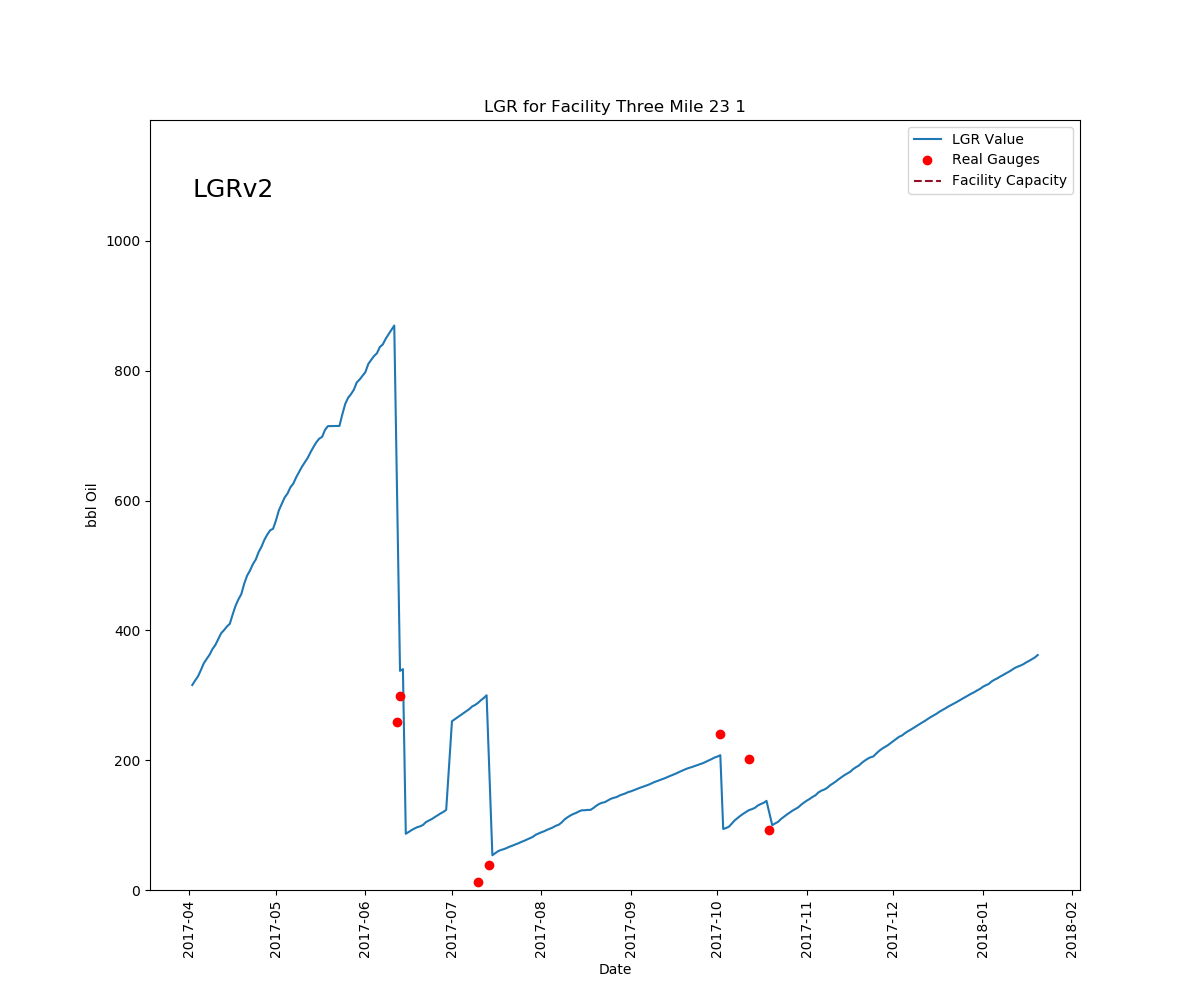 LGR for Facility Three Mile 23 1
LGR Value
Real Gauges
Facility Capacity
LGRv2
bbl Oil
1000
800
600
400
200
0
2017-04
2017-05
2017-06
2017-07
2017-08
2017-09
2017-10
2017-11
2017-12
2018-01
2018-02
Date